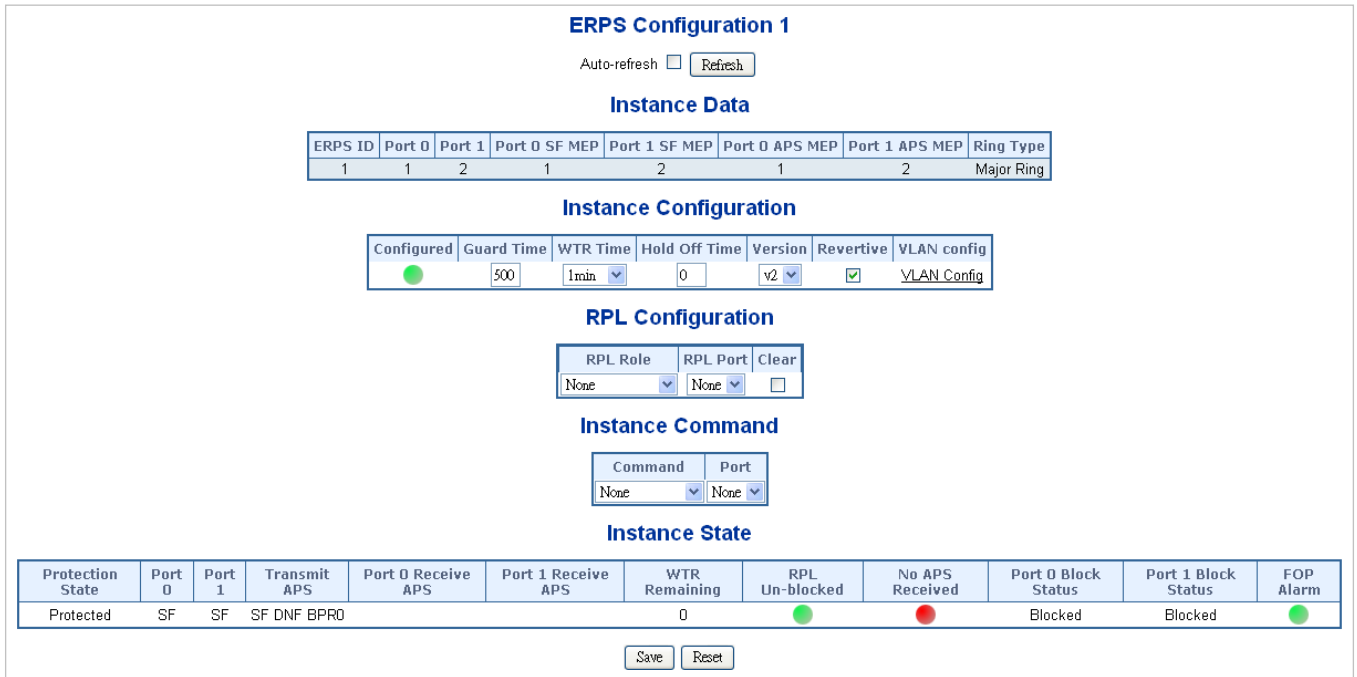 ERPS Configuration 1
Auto-refresh Refresh
Instance Data
ERPS ID Port 0 Port 1 Port 0 SF MEP Port 1 SF MEP Port 0 APS MEP Port 1 APS MEP Ring Type
1 1 2 1 2 1 2 Major Ring
Instance Configuration
Configured Guard Time WTR Time Hold Off Time Version Revertive VLAN config
500 1min 0 v2 VLAN Config
RPL Configuration
RPL Role RPL Port Clear
None None
Instance Command
Command Port
None None
Instance State
Protection Port Port Transmit Port 0 Receive Port 1 Receive WTR RPL No APS Port 0 Block Port 1 Block FOP
State 0 1 APS APS APS Remaining Un-blocked Received Status Status Alarm
Protected SF SF SF DNF BPR0 0 Blocked Blocked
Save Reset